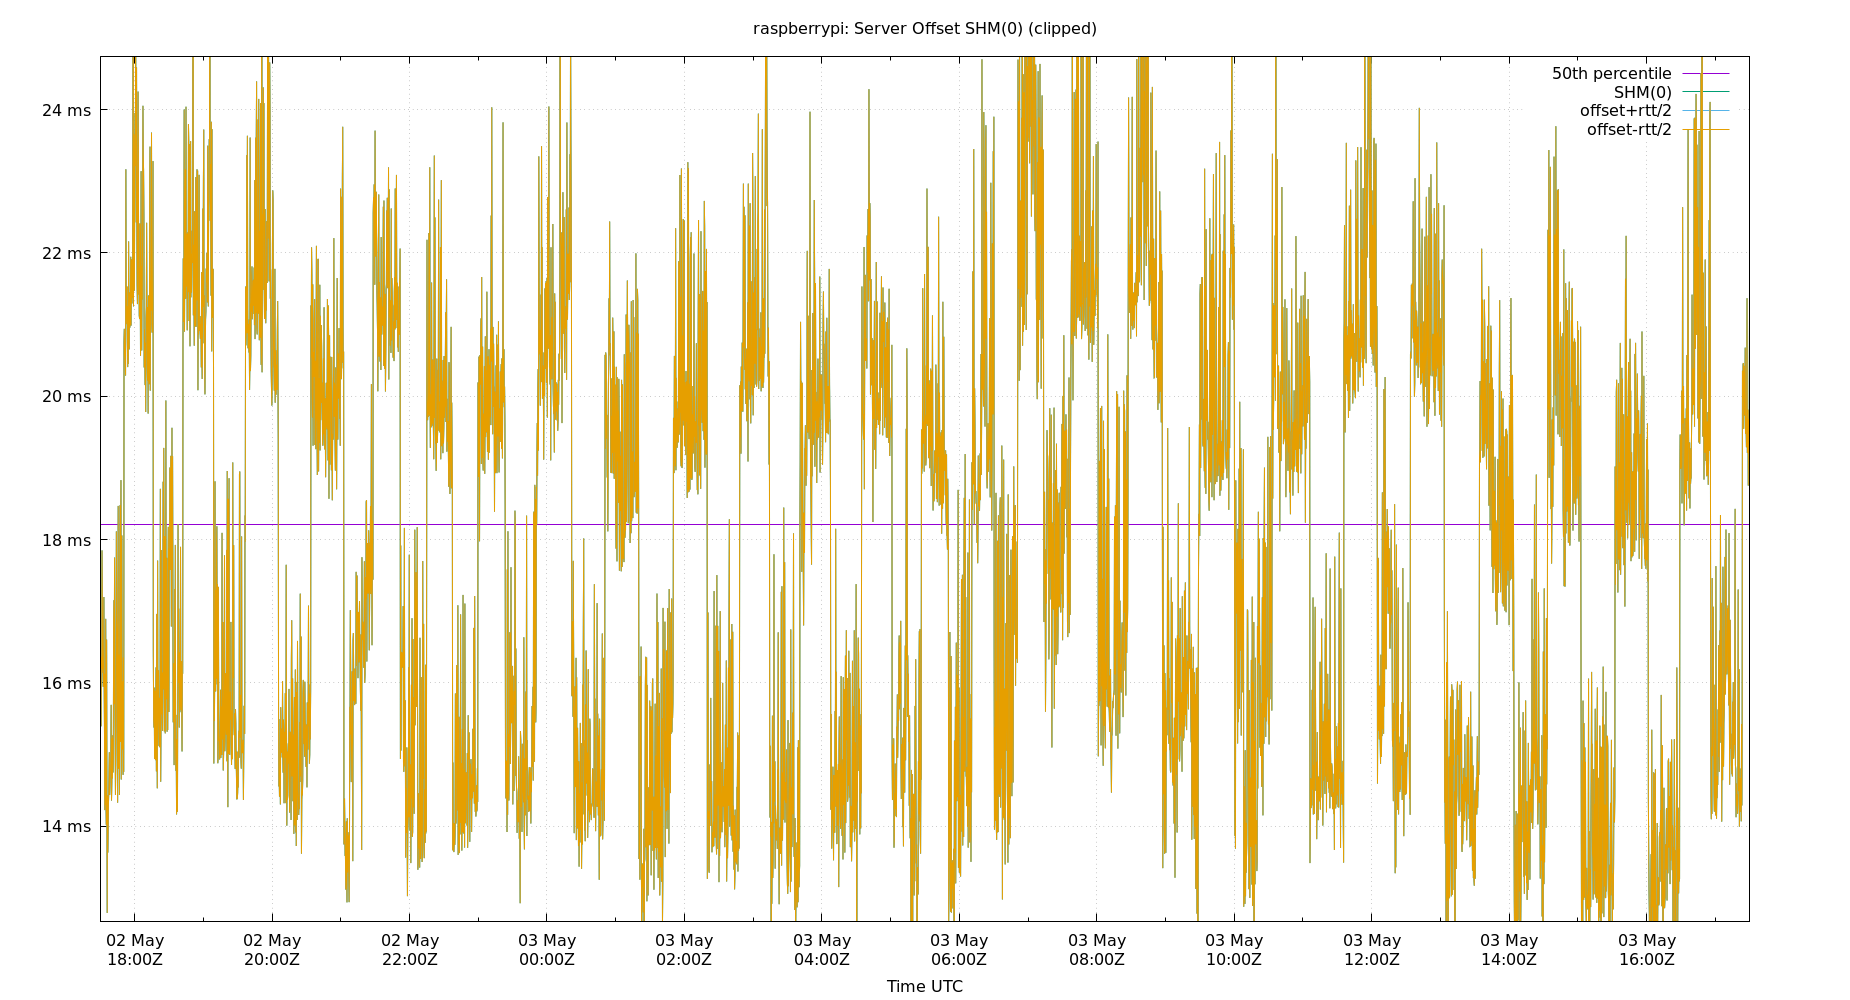 raspberrypi: Server Offset SHM(0) (clipped)
50th percentile
SHM(0)
offset+rtt/2
offset-rtt/2
24 ms
22 ms
20 ms
18 ms
16 ms
14 ms
02 May 02 May 02 May 03 May 03 May 03 May 03 May 03 May 03 May 03 May 03 May 03 May
18:00Z 20:00Z 22:00Z 00:00Z 02:00Z 04:00Z 06:00Z 08:00Z 10:00Z 12:00Z 14:00Z 16:00Z
Time UTC